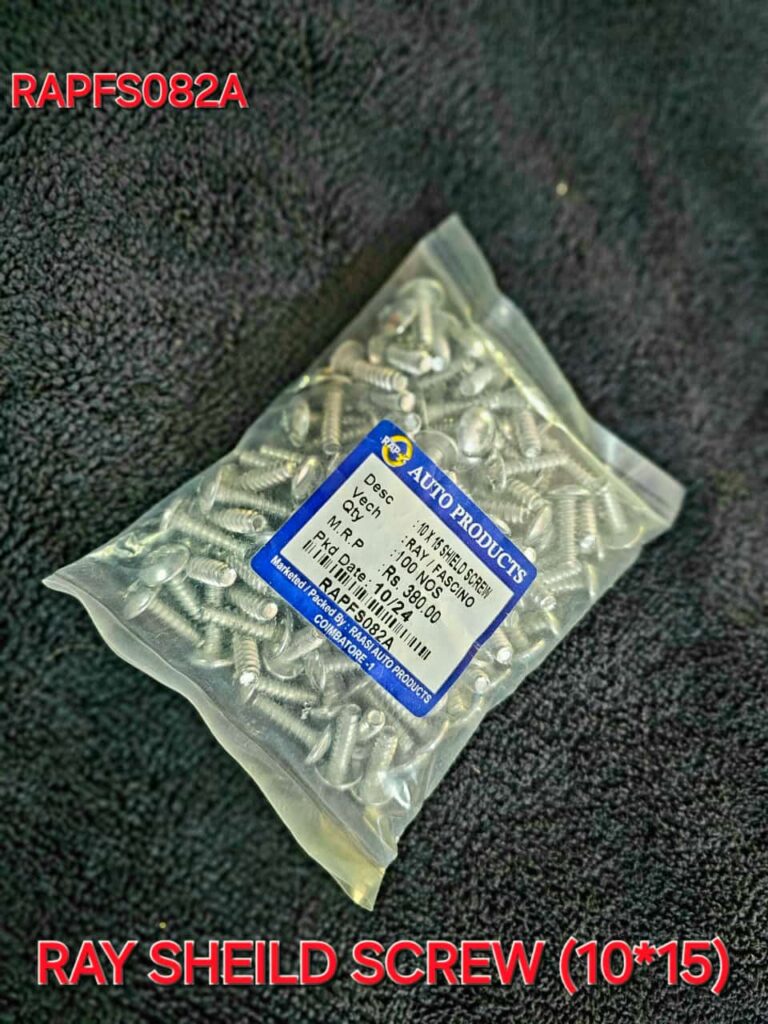 RAPFS082A
RAP
AUTO PRODUCTS
Desc : 10 X 15 SHIELD SCREW
Vech : RAY / FASCINO
Qty : 100 NOS
M.R.P : Rs. 380.00
Pkd Date : 10/24
RAPFS082A
Marketed / Packed By : RAASI AUTO PRODUCTS
COIMBATORE -1
RAY SHEILD SCREW (10*15)